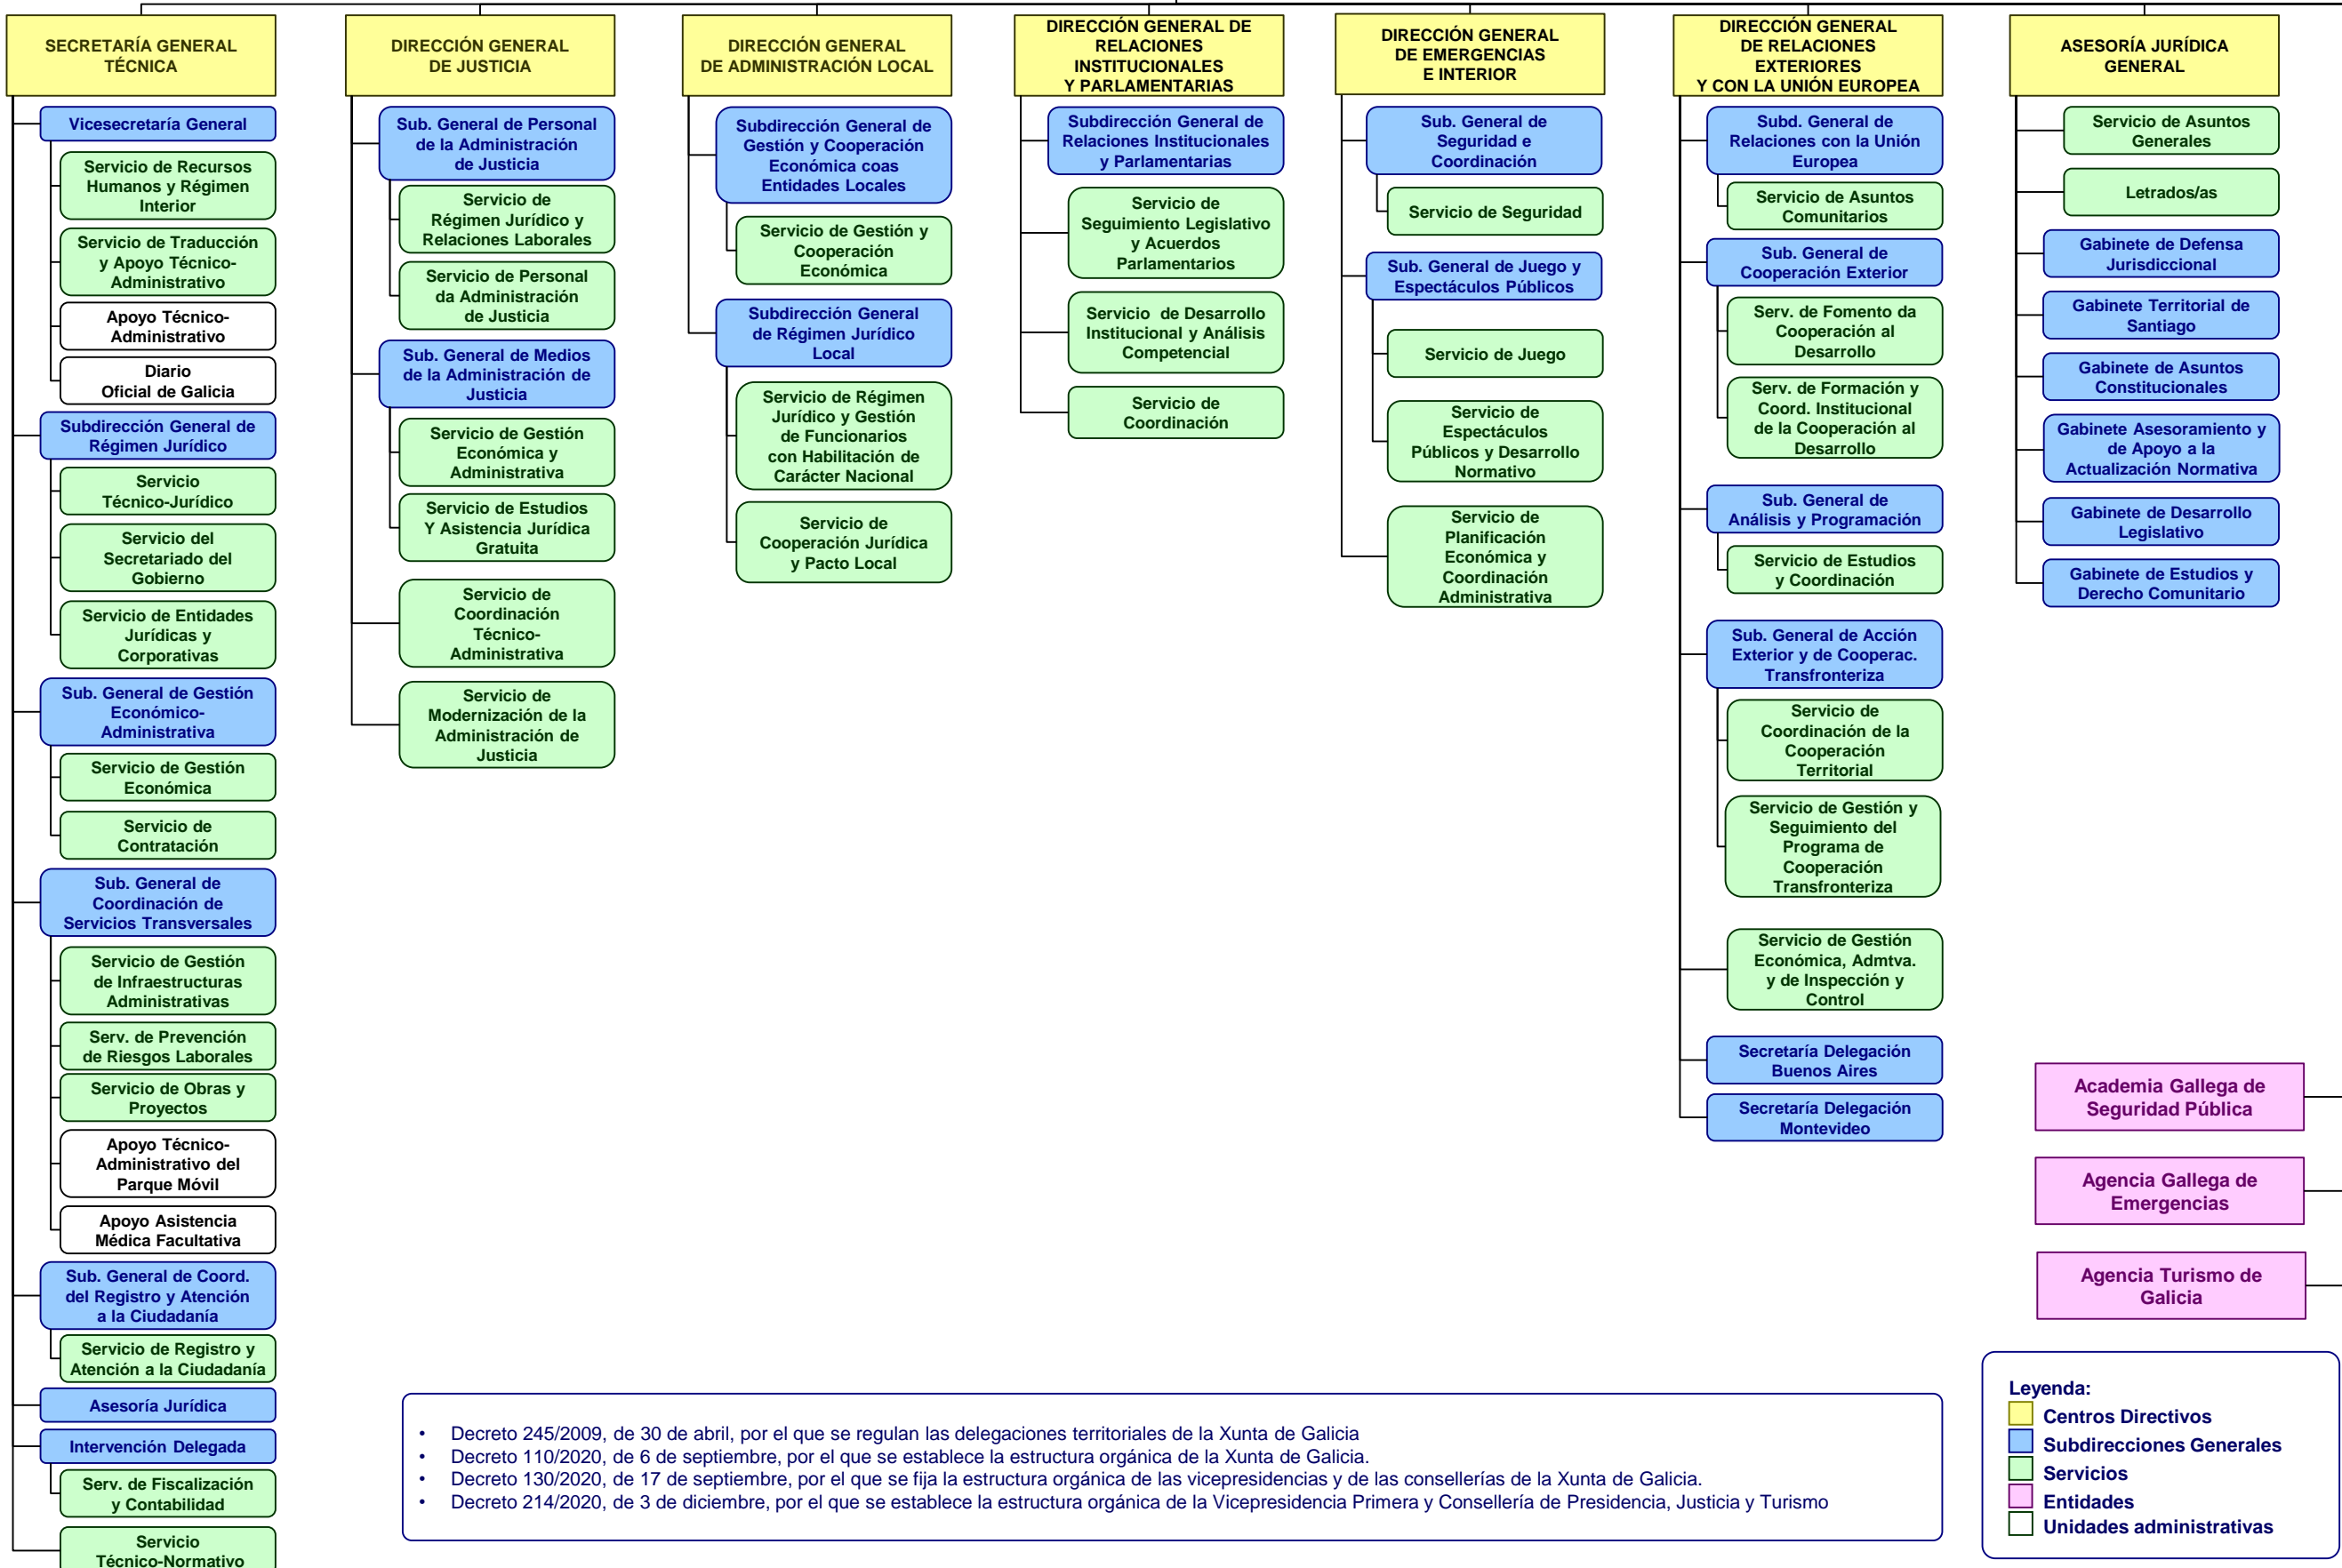 SECRETARÍA GENERAL
TÉCNICA
Vicesecretaría General
Servicio de Recursos
Humanos y Régimen
Interior
Servicio de Traducción
y Apoyo Técnico-
Administrativo
Apoyo Técnico-
Administrativo
Diario
Oficial de Galicia
Subdirección General de
Régimen Jurídico
Servicio
Técnico-Jurídico
Servicio del
Secretariado del
Gobierno
Servicio de Entidades
Jurídicas y
Corporativas
Sub. General de Gestión
Económico-
Administrativa
Servicio de Gestión
Económica
Servicio de
Contratación
Sub. General de
Coordinación de
Servicios Transversales
Servicio de Gestión
de Infraestructuras
Administrativas
Serv. de Prevención
de Riesgos Laborales
Servicio de Obras y
Proyectos
Apoyo Técnico-
Administrativo del
Parque Móvil
Apoyo Asistencia
Médica Facultativa
Sub. General de Coord.
del Registro y Atención
a la Ciudadanía
Servicio de Registro y
Atención a la Ciudadanía
Asesoría Jurídica
Intervención Delegada
Serv. de Fiscalización
y Contabilidad
Servicio
Técnico-Normativo
DIRECCIÓN GENERAL
DE JUSTICIA
Sub. General de Personal
de la Administración
de Justicia
Servicio de
Régimen Jurídico y
Relaciones Laborales
Servicio de Personal
da Administración
de Justicia
Sub. General de Medios
de la Administración de
Justicia
Servicio de Gestión
Económica y
Administrativa
Servicio de Estudios
Y Asistencia Jurídica
Gratuita
Servicio de
Coordinación
Técnico-
Administrativa
Servicio de
Modernización de la
Administración de
Justicia
DIRECCIÓN GENERAL
DE ADMINISTRACIÓN LOCAL
Subdirección General de
Gestión y Cooperación
Económica coas
Entidades Locales
Servicio de Gestión y
Cooperación
Económica
Subdirección General
de Régimen Jurídico
Local
Servicio de Régimen
Jurídico y Gestión
de Funcionarios
con Habilitación de
Carácter Nacional
Servicio de
Cooperación Jurídica
y Pacto Local
DIRECCIÓN GENERAL DE
RELACIONES
INSTITUCIONALES
Y PARLAMENTARIAS
Subdirección General de
Relaciones Institucionales
y Parlamentarias
Servicio de
Seguimiento Legislativo
y Acuerdos
Parlamentarios
Servicio de Desarrollo
Institucional y Análisis
Competencial
Servicio de
Coordinación
DIRECCIÓN GENERAL
DE EMERGENCIAS
E INTERIOR
Sub. General de
Seguridad e
Coordinación
Servicio de Seguridad
Sub. General de Juego y
Espectáculos Públicos
Servicio de Juego
Servicio de
Espectáculos
Públicos y Desarrollo
Normativo
Servicio de
Planificación
Económica y
Coordinación
Administrativa
DIRECCIÓN GENERAL
DE RELACIONES
EXTERIORES
Y CON LA UNIÓN EUROPEA
Subd. General de
Relaciones con la Unión
Europea
Servicio de Asuntos
Comunitarios
Sub. General de
Cooperación Exterior
Serv. de Fomento da
Cooperación al
Desarrollo
Serv. de Formación y
Coord. Institucional
de la Cooperación al
Desarrollo
Sub. General de
Análisis y Programación
Servicio de Estudios
y Coordinación
Sub. General de Acción
Exterior y de Cooperac.
Transfronteriza
Servicio de
Coordinación de la
Cooperación
Territorial
Servicio de Gestión y
Seguimiento del
Programa de
Cooperación
Transfronteriza
Servicio de Gestión
Económica, Admtva.
y de Inspección y
Control
Secretaría Delegación
Buenos Aires
Secretaría Delegación
Montevideo
ASESORÍA JURÍDICA
GENERAL
Servicio de Asuntos
Generales
Letrados/as
Gabinete de Defensa
Jurisdiccional
Gabinete Territorial de
Santiago
Gabinete de Asuntos
Constitucionales
Gabinete Asesoramiento y
de Apoyo a la
Actualización Normativa
Gabinete de Desarrollo
Legislativo
Gabinete de Estudios y
Derecho Comunitario
Academia Gallega de
Seguridad Pública
Agencia Gallega de
Emergencias
Agencia Turismo de
Galicia
• Decreto 245/2009, de 30 de abril, por el que se regulan las delegaciones territoriales de la Xunta de Galicia
• Decreto 110/2020, de 6 de septiembre, por el que se establece la estructura orgánica de la Xunta de Galicia.
• Decreto 130/2020, de 17 de septiembre, por el que se fija la estructura orgánica de las vicepresidencias y de las consellerías de la Xunta de Galicia.
• Decreto 214/2020, de 3 de diciembre, por el que se establece la estructura orgánica de la Vicepresidencia Primera y Consellería de Presidencia, Justicia y Turismo
Leyenda:
Centros Directivos
Subdirecciones Generales
Servicios
Entidades
Unidades administrativas